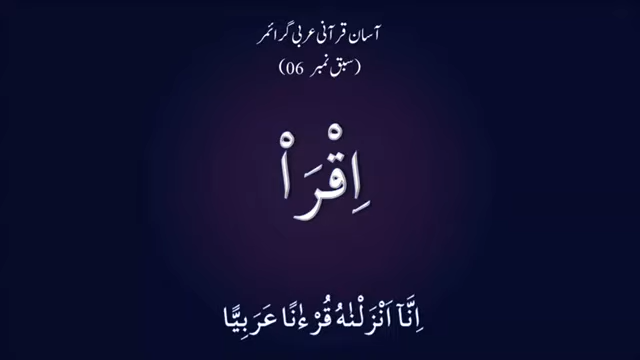 آسان قرآنی عربی گرائمر
(سبق نمبر 06)
اِقْرَاْ
اِنَّآ اَنْزَلْنٰهُ قُرْءٰنًا عَرَبِيًّا